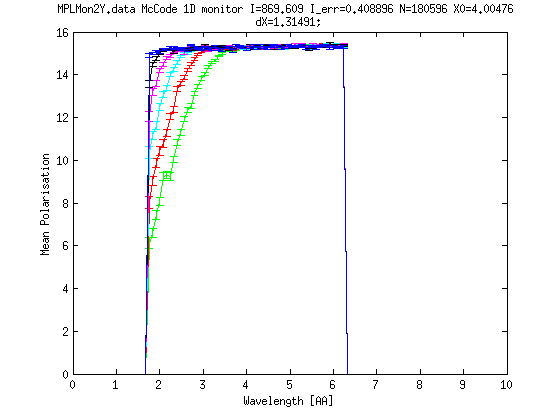 MPLMon2Y.data McCode 1D monitor I=869.609 I_err=0.408896 N=180596 X0=4.00476
dX=1.31491;
16
14
12
10
8
6
4
2
0
Mean Polarisation
0 1 2 3 4 5 6 7 8 9 10
Wavelength [AA]